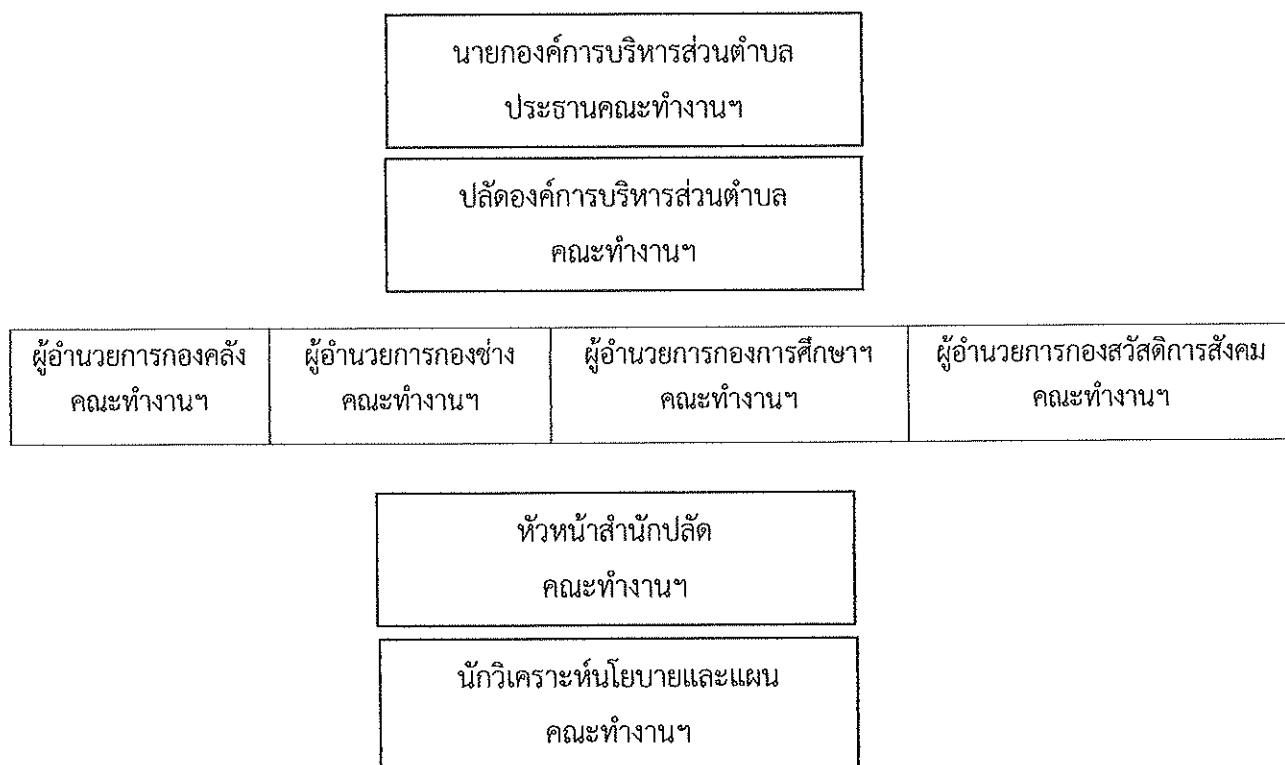 นายกองค์การบริหารส่วนตำบล
ประธานคณะทำงานฯ
ปลัดองค์การบริหารส่วนตำบล
คณะทำงานฯ
ผู้อำนวยการกองคลัง
คณะทำงานฯ
ผู้อำนวยการกองช่าง
คณะทำงานฯ
ผู้อำนวยการกองการศึกษาฯ
คณะทำงานฯ
ผู้อำนวยการกองสวัสดิการสังคม
คณะทำงานฯ
หัวหน้าสำนักปลัด
คณะทำงานฯ
นักวิเคราะห์นโยบายและแผน
คณะทำงานฯ